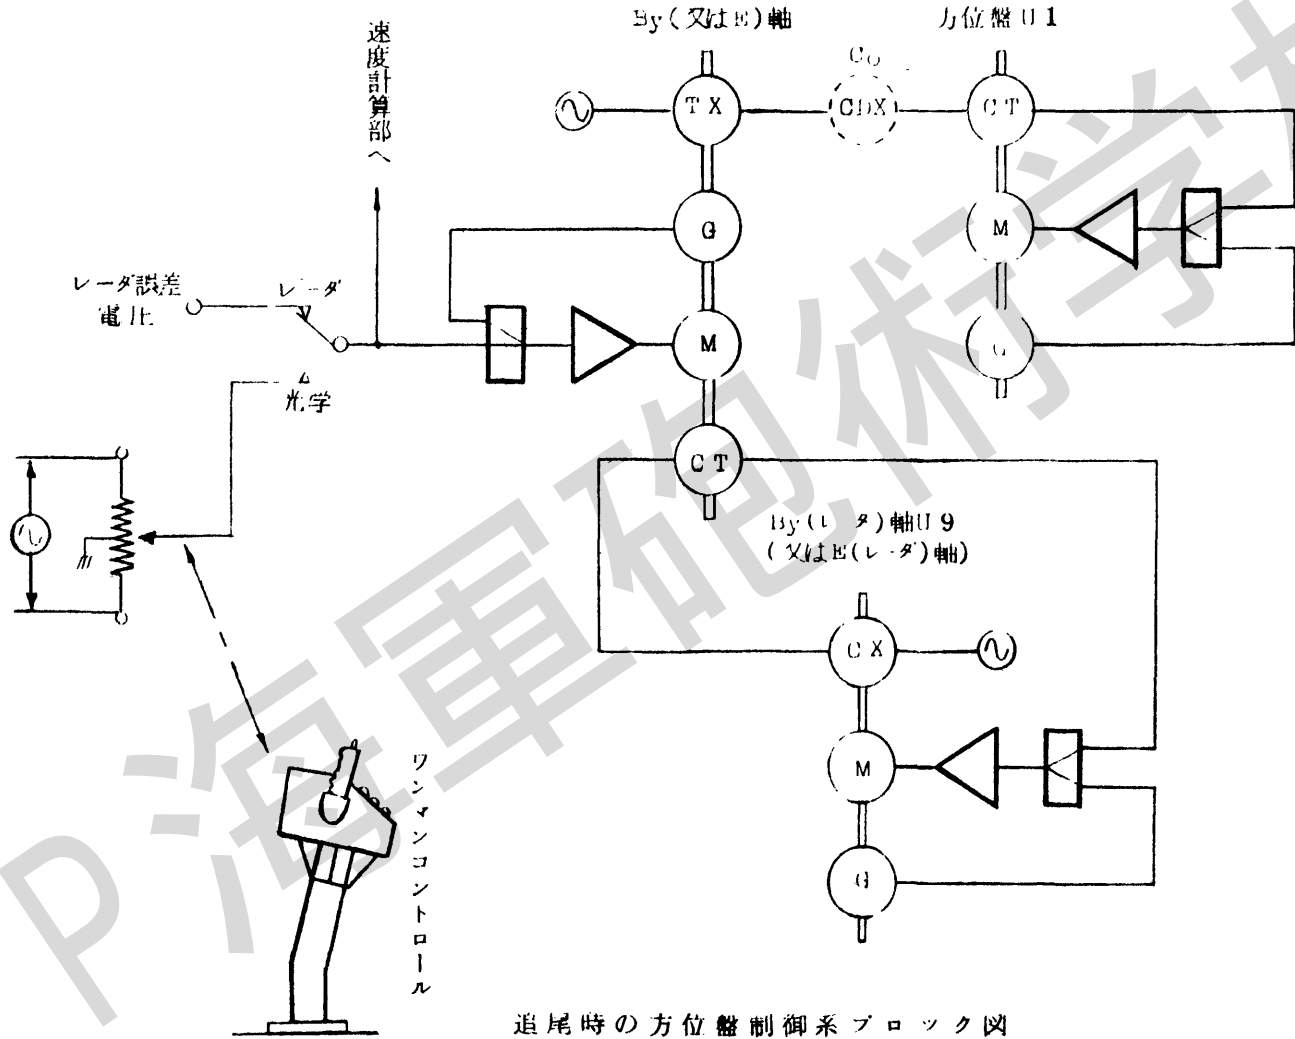 By(又はE)軸
方位盤U1
速度計算部へ
Co
TX
CDX
CT
G
M
レーダ誤差
電圧
レーダ
M
G
光学
CT
By(レーダ)軸U9
(又はE(レーダ)軸)
CX
M
G
ワンマンコントロール
追尾時の方位盤制御系ブロック図
P海軍砲術学校